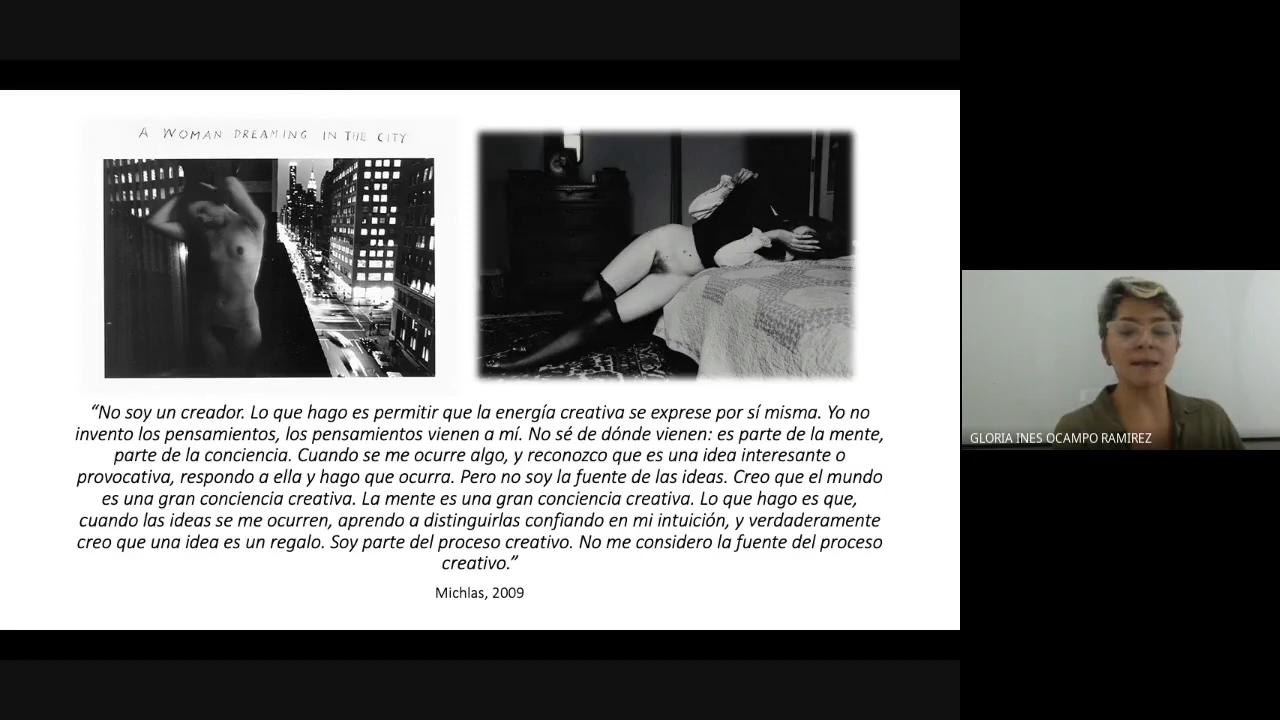 A WOMAN DREAMING IN THE CITY
“No soy un creador. Lo que hago es permitir que la energía creativa se exprese por sí misma. Yo no
invento los pensamientos, los pensamientos vienen a mí. No sé de dónde vienen: es parte de la mente,
parte de la conciencia. Cuando se me ocurre algo, y reconozco que es una idea interesante o
provocativa, respondo a ella y hago que ocurra. Pero no soy la fuente de las ideas. Creo que el mundo
es una gran conciencia creativa. La mente es una gran conciencia creativa. Lo que hago es que,
cuando las ideas se me ocurren, aprendo a distinguirlas confiando en mi intuición, y verdaderamente
creo que una idea es un regalo. Soy parte del proceso creativo. No me considero la fuente del proceso
creativo.”
Michlas, 2009
GLORIA INES OCAMPO RAMIREZ